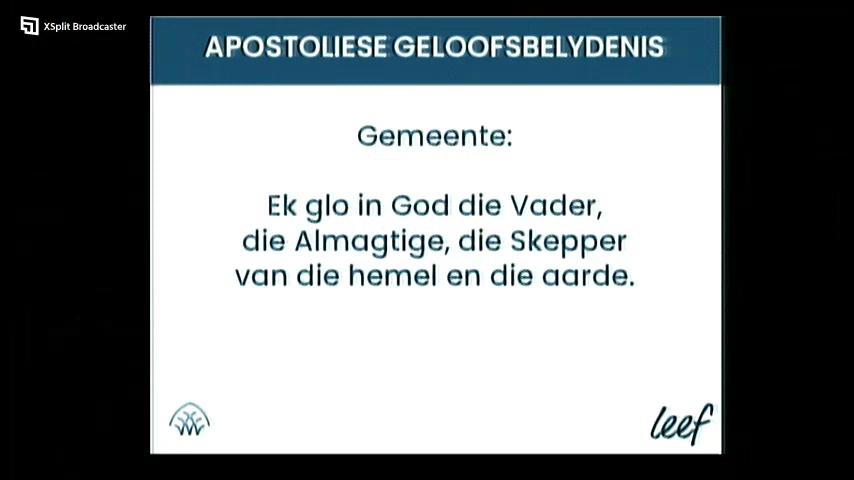 XSplit Broadcaster
APOSTOLIESE GELOOFSBELYDENIS
Gemeente:
Ek glo in God die Vader,
die Almagtige, die Skepper
van die hemel en die aarde.
leef